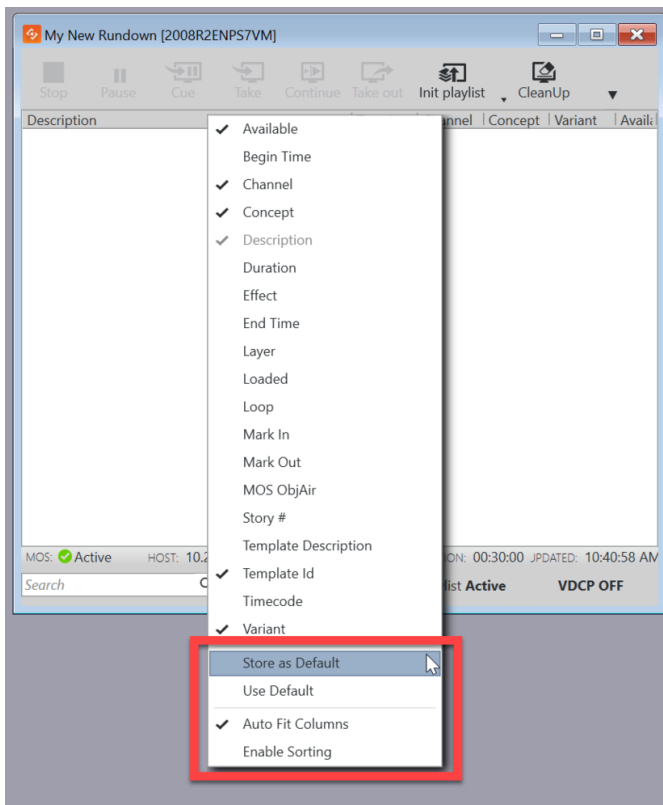 My New Rundown [2008R2ENPS7VM]
Stop Pause Cue Take Continue Take out Init playlist CleanUp
Description nnel Concept Variant Availa
Available
Begin Time
Channel
Concept
Description
Duration
Effect
End Time
Layer
Loaded
Loop
Mark In
Mark Out
MOS ObjAir
Story #
Template Description
Template Id
Timecode
Variant
Store as Default
Use Default
Auto Fit Columns
Enable Sorting
MOS: Active HOST: 10.2 ION: 00:30:00 JPDATED: 10:40:58 AM
Search list Active VDCP OFF